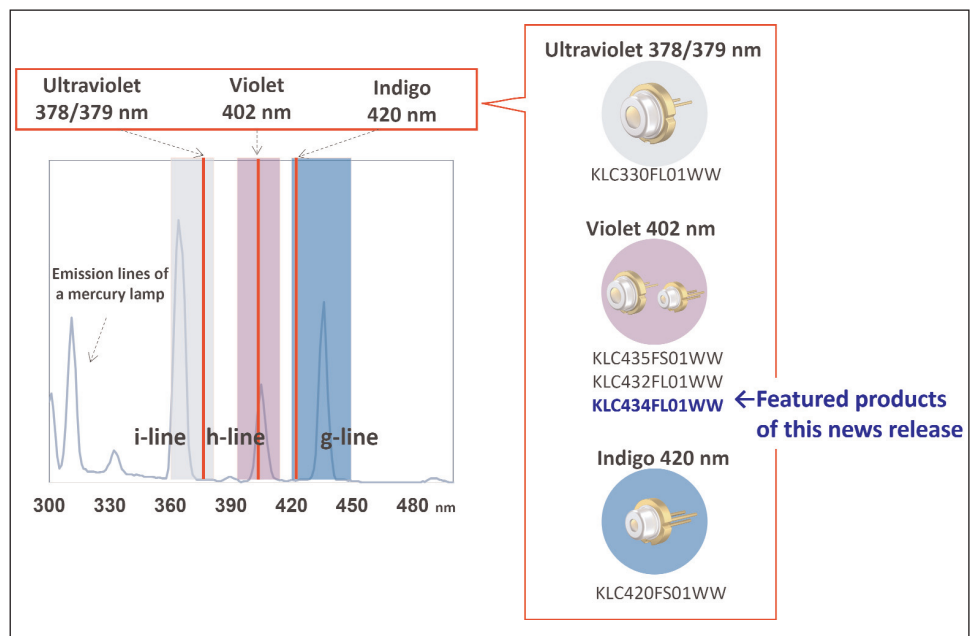 Ultraviolet
378/379 nm
Violet
402 nm
Indigo
420 nm
Emission lines of
a mercury lamp
i-line
h-line
g-line
300
330
360
390
420
450
480
nm
Ultraviolet 378/379 nm
KLC330FL01WW
Violet 402 nm
KLC435FS01WW
KLC432FL01WW
KLC434FL01WW
←Featured products
of this news release
Indigo 420 nm
KLC420FS01WW